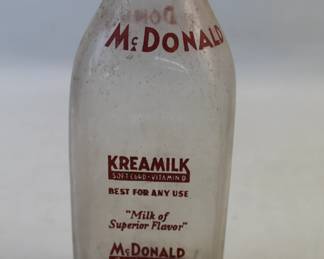 McDONALD
KREAMILK
SOFT CURD - VITAMIN D
BEST FOR ANY USE
"Milk of
Superior Flavor"
McDONALD